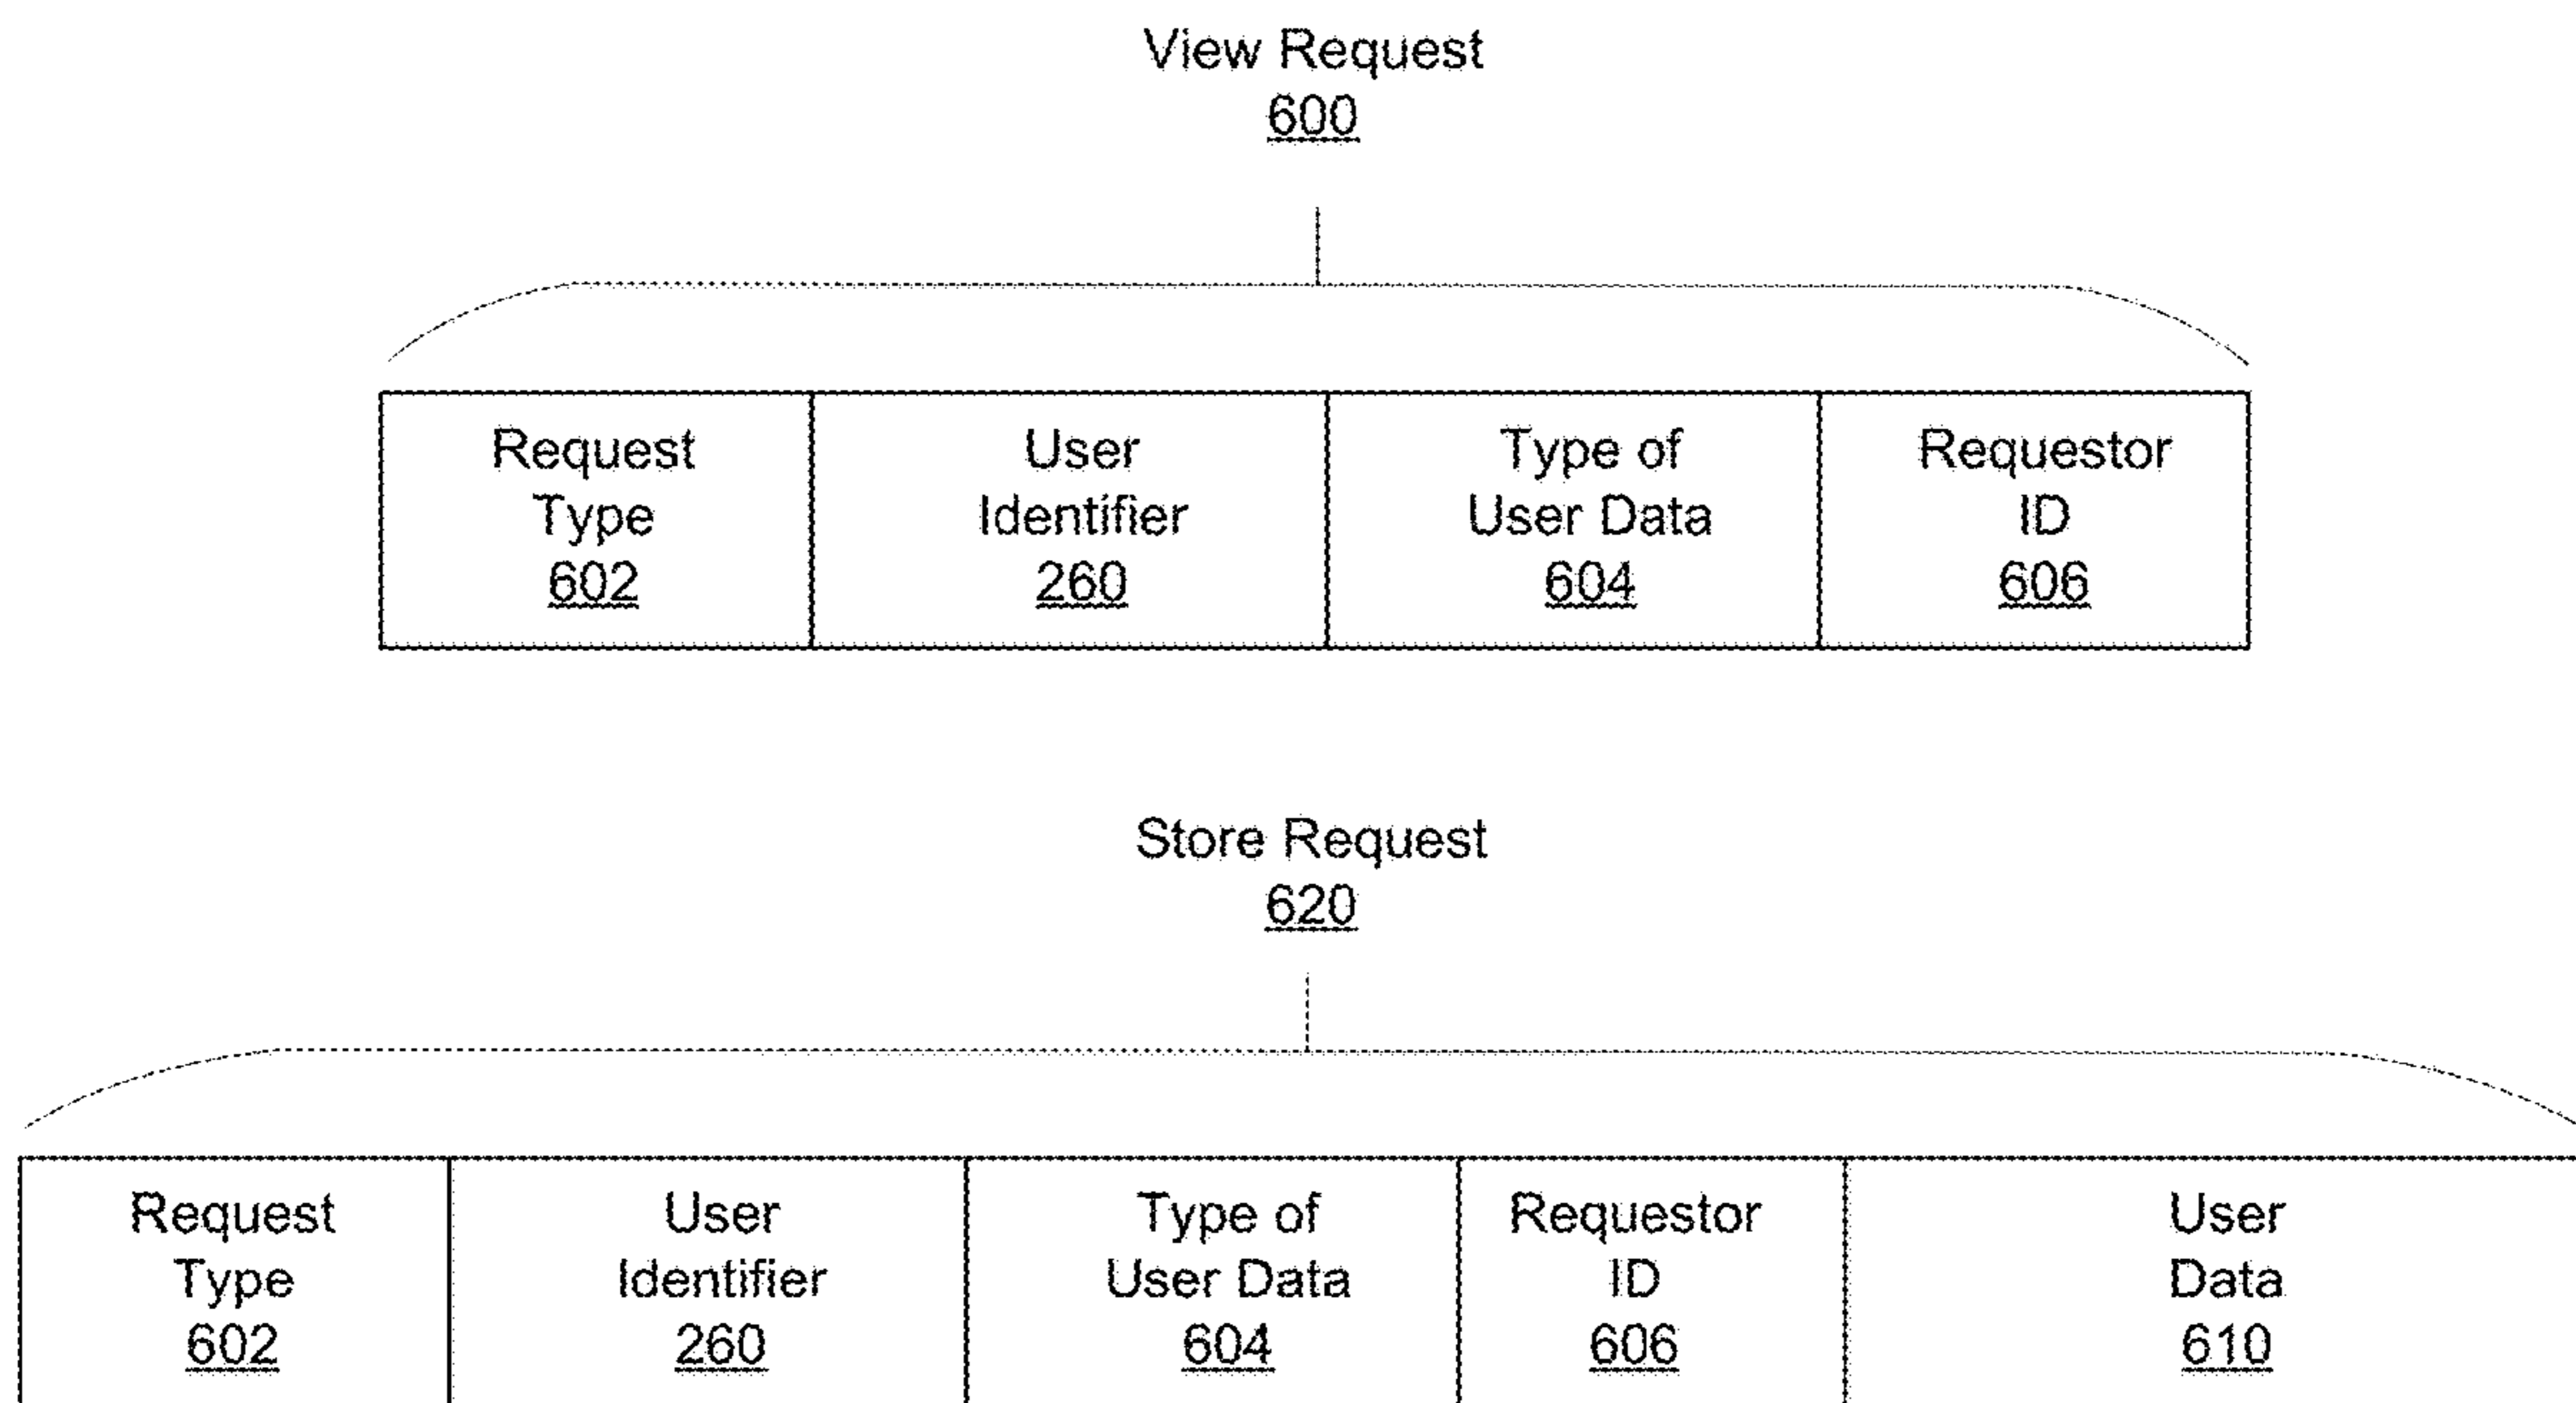 View Request
600
Request
Type
602
User
Identifier
260
Type of
User Data
604
Requestor
ID
606
Store Request
620
Request
Type
602
User
Identifier
260
Type of
User Data
604
Requestor
ID
606
User
Data
610